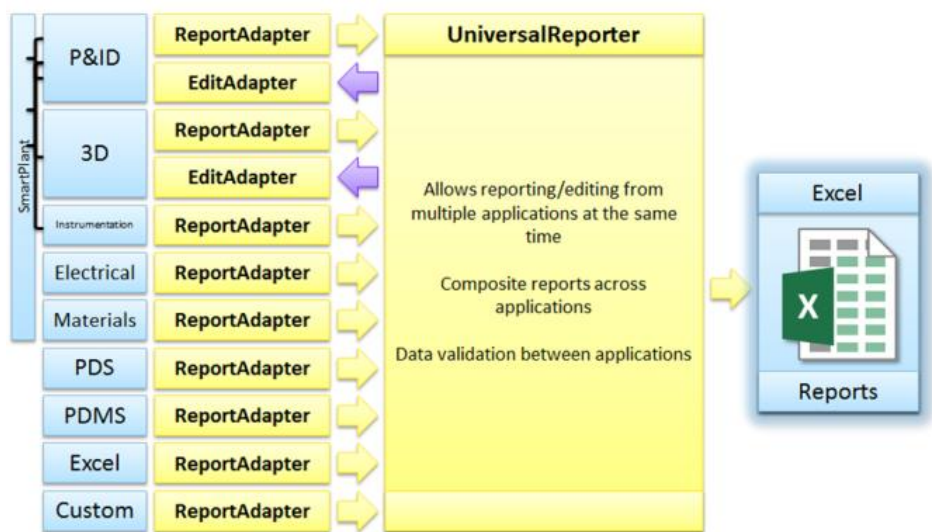 SmartPlant
P&ID
ReportAdapter
EditAdapter
3D
ReportAdapter
EditAdapter
Instrumentation
ReportAdapter
Electrical
ReportAdapter
Materials
ReportAdapter
PDS
ReportAdapter
PDMS
ReportAdapter
Excel
ReportAdapter
Custom
ReportAdapter
UniversalReporter
Allows reporting/editing from
multiple applications at the same
time
Composite reports across
applications
Data validation between applications
Excel
X
Reports